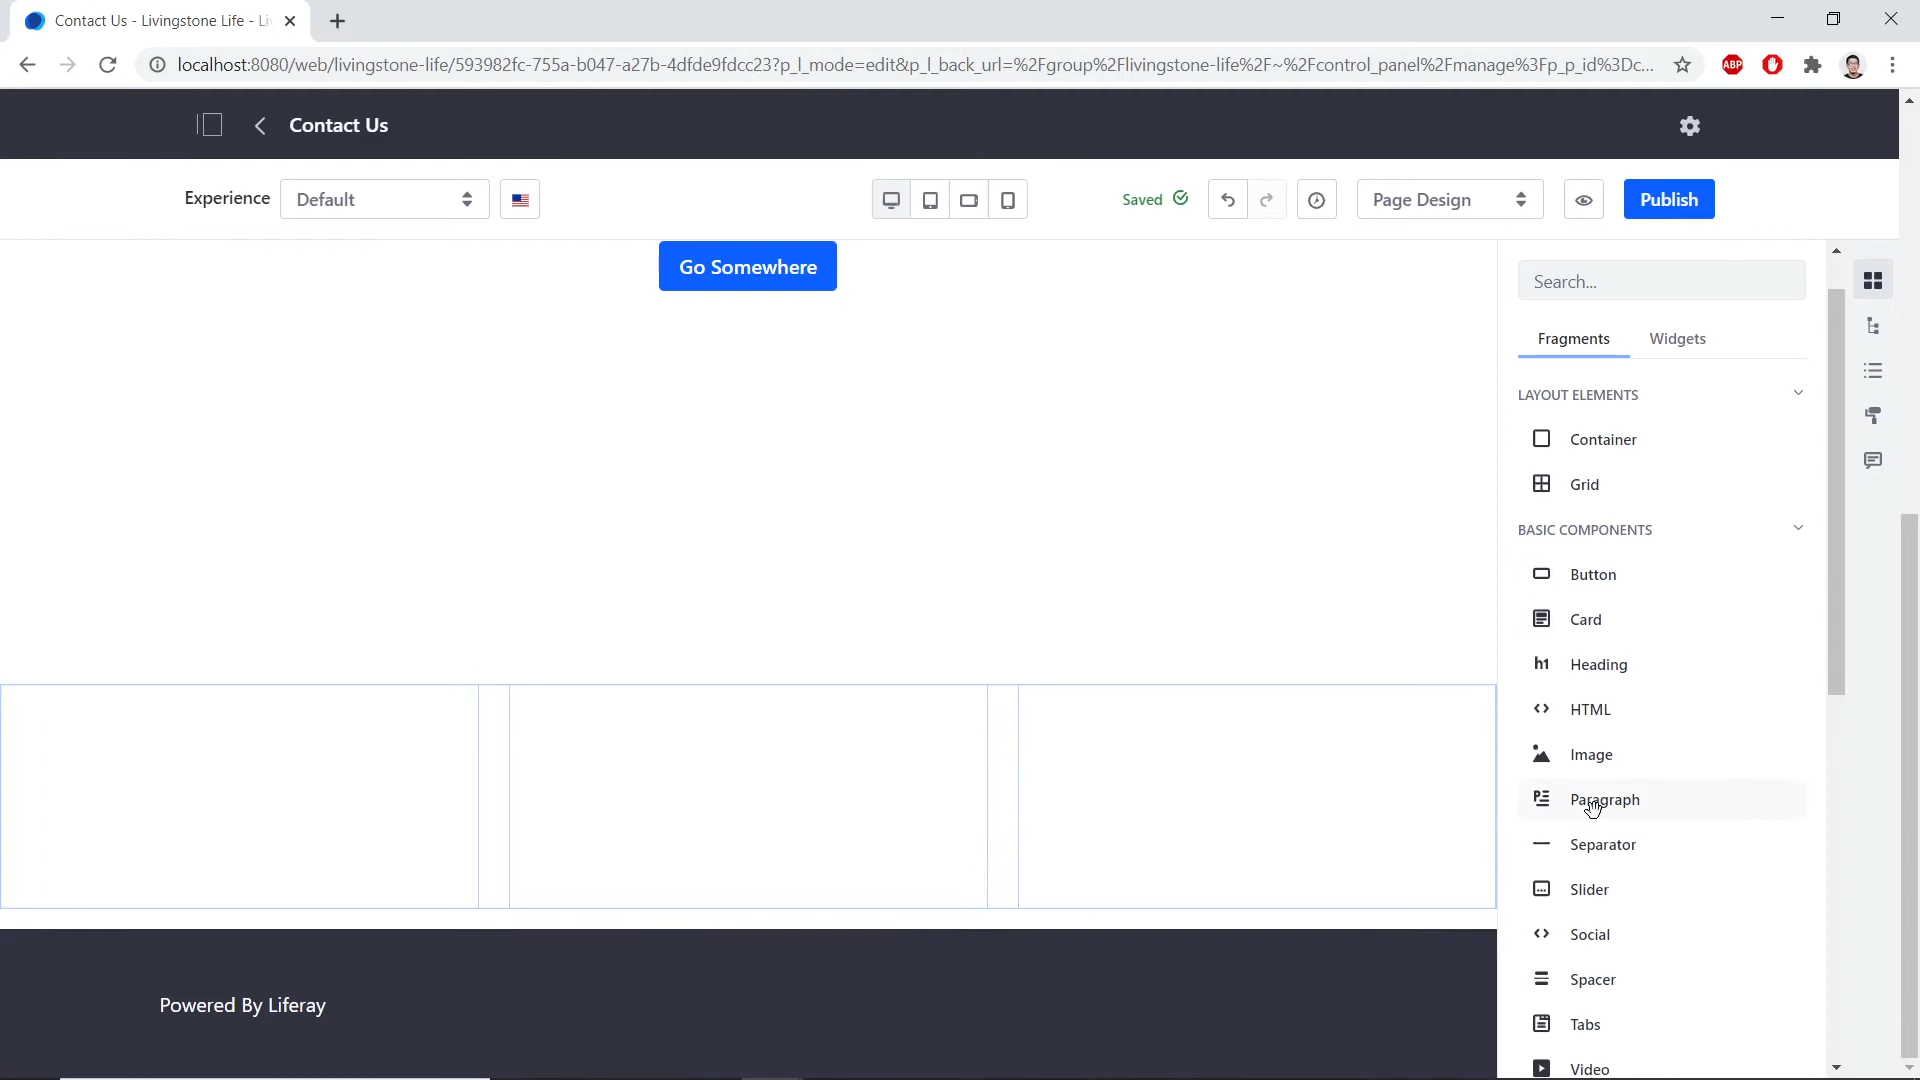 Contact Us - Livingstone Life - Li
localhost:8080/web/livingstone-life/593982fc-755a-b047-a27b-4dfde9fdcc23?p_l_mode=edit&p_l_back_url=%2Fgroup%2Flivingstone-life%2F~%2Fcontrol_panel%2Fmanage%3Fp_p_id%3Dc...
ABP
Contact Us
Experience
Default
Saved
Page Design
Publish
Go Somewhere
Search...
Fragments
Widgets
LAYOUT ELEMENTS
Container
Grid
BASIC COMPONENTS
Button
Card
h1 Heading
HTML
Image
Paragraph
Separator
Slider
Social
Spacer
Tabs
Video
Powered By Liferay